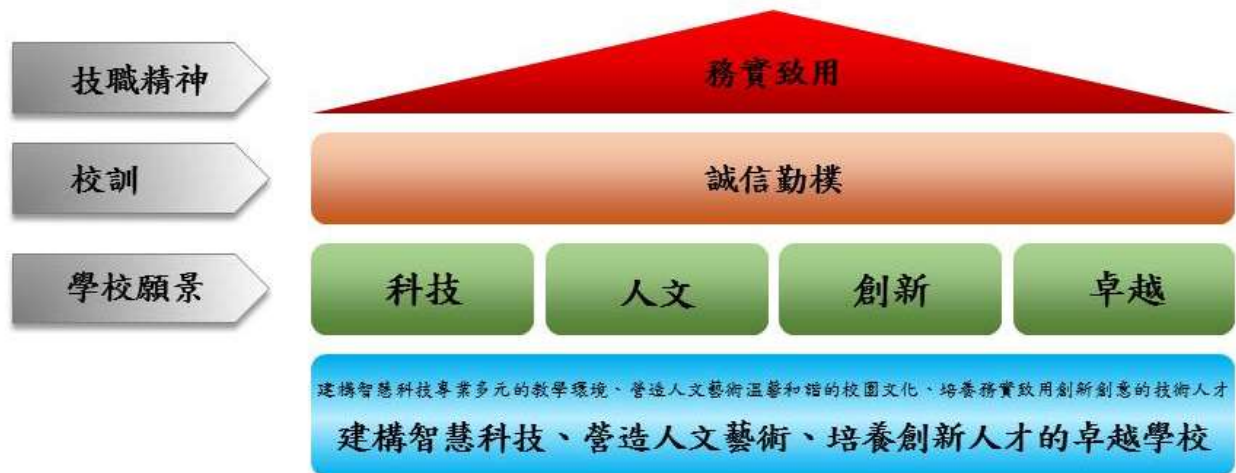 技職精神
務實致用
校訓
誠信勤樸
學校願景
科技
人文
創新
卓越
建構智慧科技專業多元的教學環境、營造人文藝術溫馨和諧的校園文化、培養務實致用創新創意的技術人才
建構智慧科技、營造人文藝術、培養創新人才的卓越學校